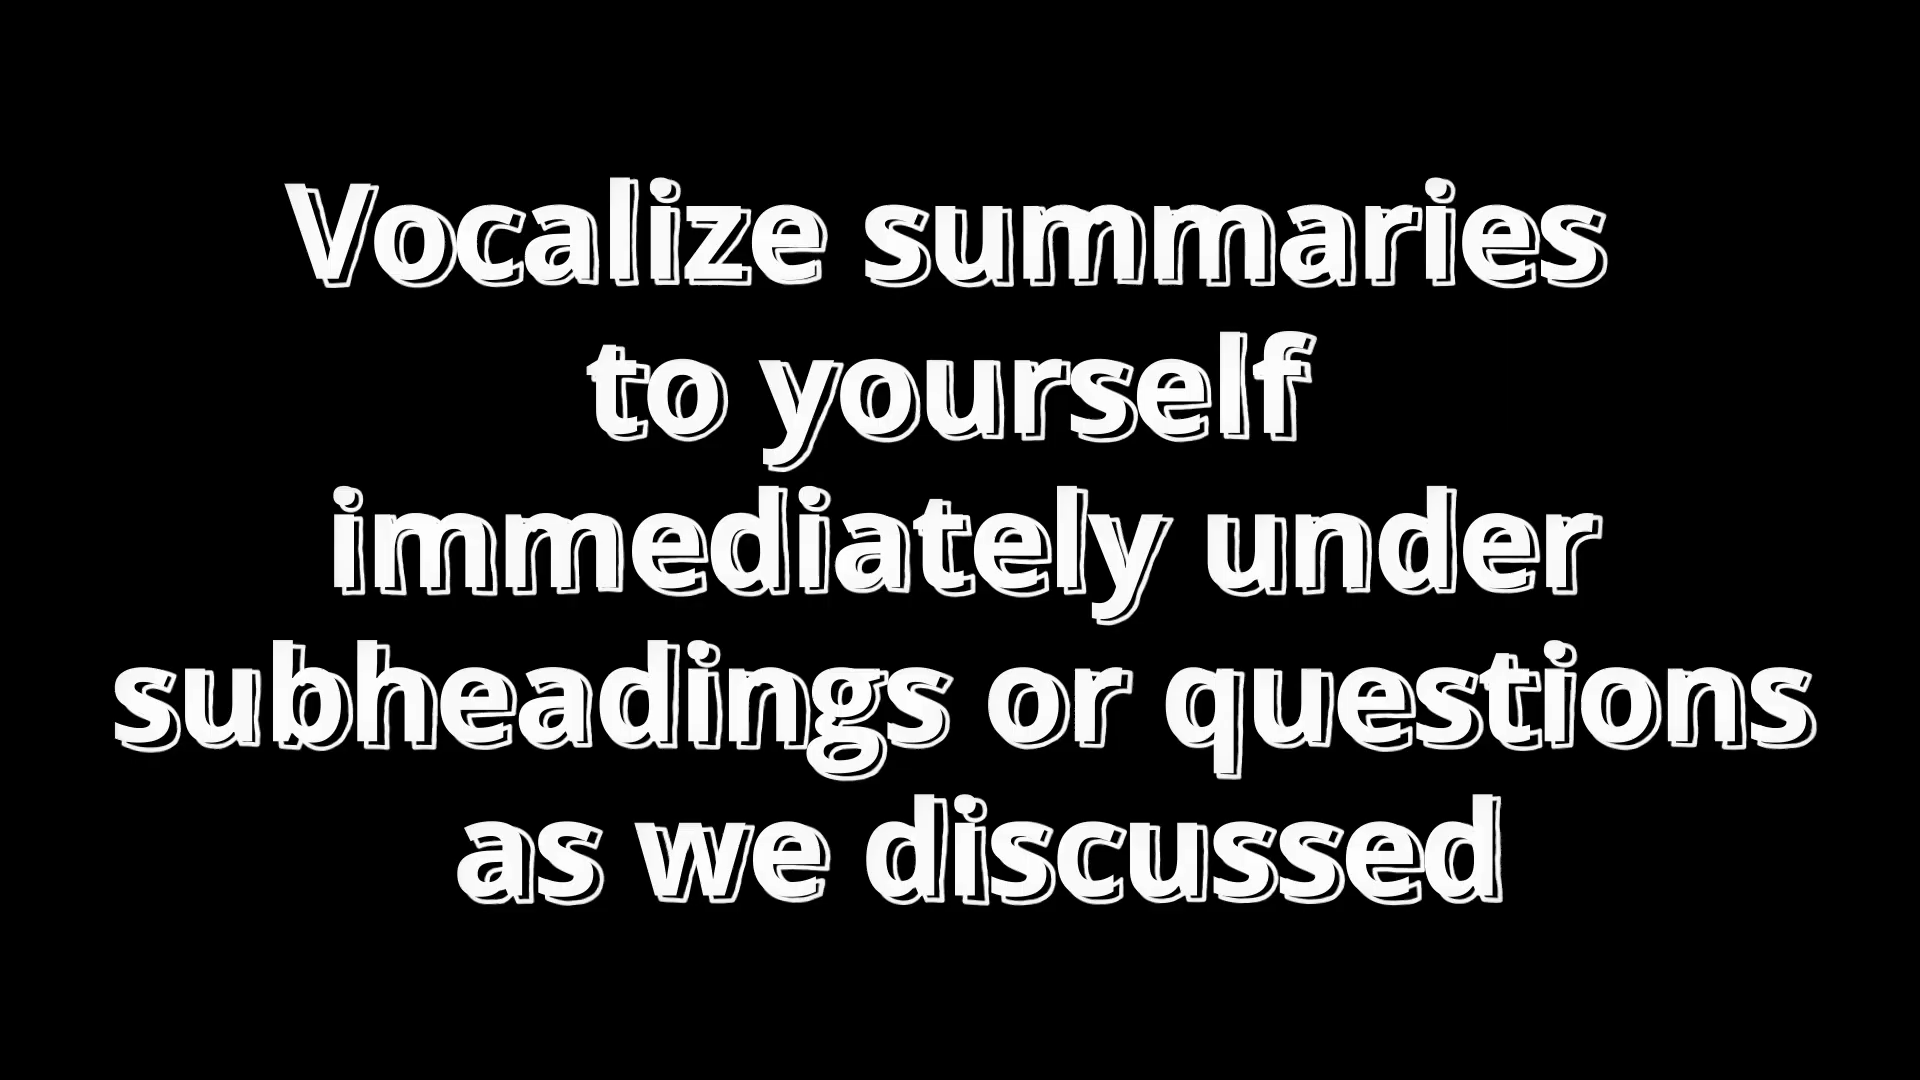 Vocalize summaries
to yourself
immediately under
subheadings or questions
as we discussed